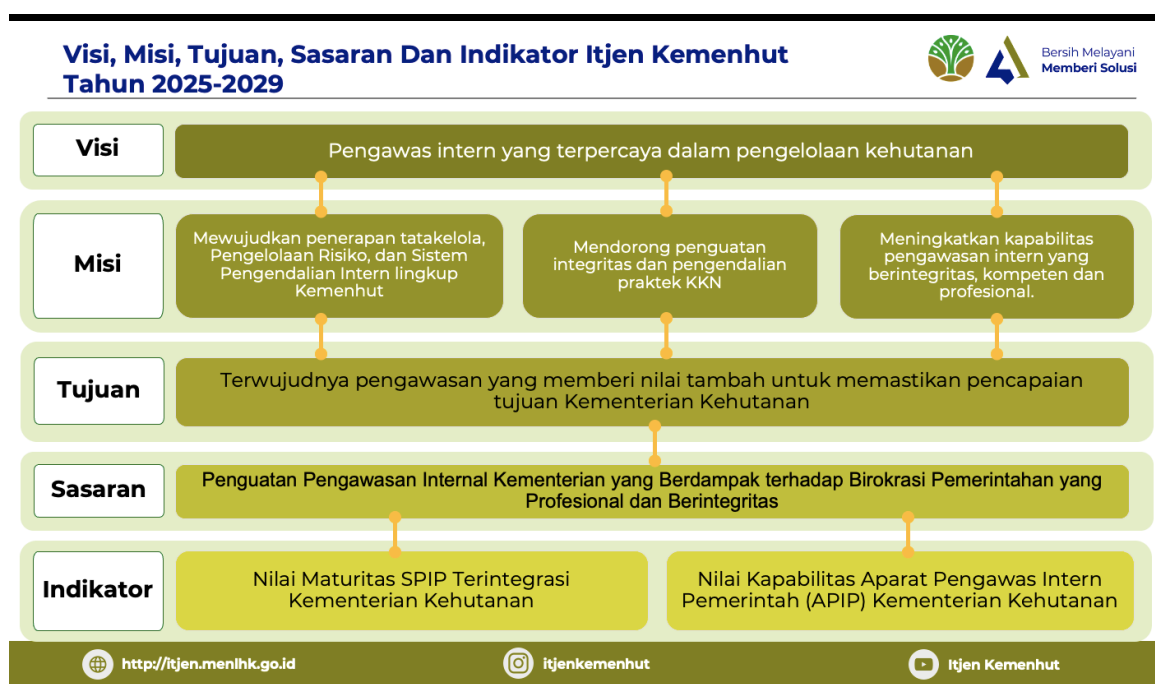 Visi, Misi, Tujuan, Sasaran Dan Indikator Itjen Kemenhut
Tahun 2025-2029
Bersih Melayani
Memberi Solusi
Visi
Pengawas intern yang terpercaya dalam pengelolaan kehutanan
Misi
Mewujudkan penerapan tatakelola,
Pengelolaan Risiko, dan Sistem
Pengendalian Intern lingkup
Kemenhut
Mendorong penguatan
integritas dan pengendalian
praktek KKN
Meningkatkan kapabilitas
pengawasan intern yang
berintegritas, kompeten dan
profesional.
Tujuan
Terwujudnya pengawasan yang memberi nilai tambah untuk memastikan pencapaian
tujuan Kementerian Kehutanan
Sasaran
Penguatan Pengawasan Internal Kementerian yang Berdampak terhadap Birokrasi Pemerintahan yang
Profesional dan Berintegritas
Indikator
Nilai Maturitas SPIP Terintegrasi
Kementerian Kehutanan
Nilai Kapabilitas Aparat Pengawas Intern
Pemerintah (APIP) Kementerian Kehutanan
http://itjen.menlhk.go.id
itjenkemenhut
Itjen Kemenhut